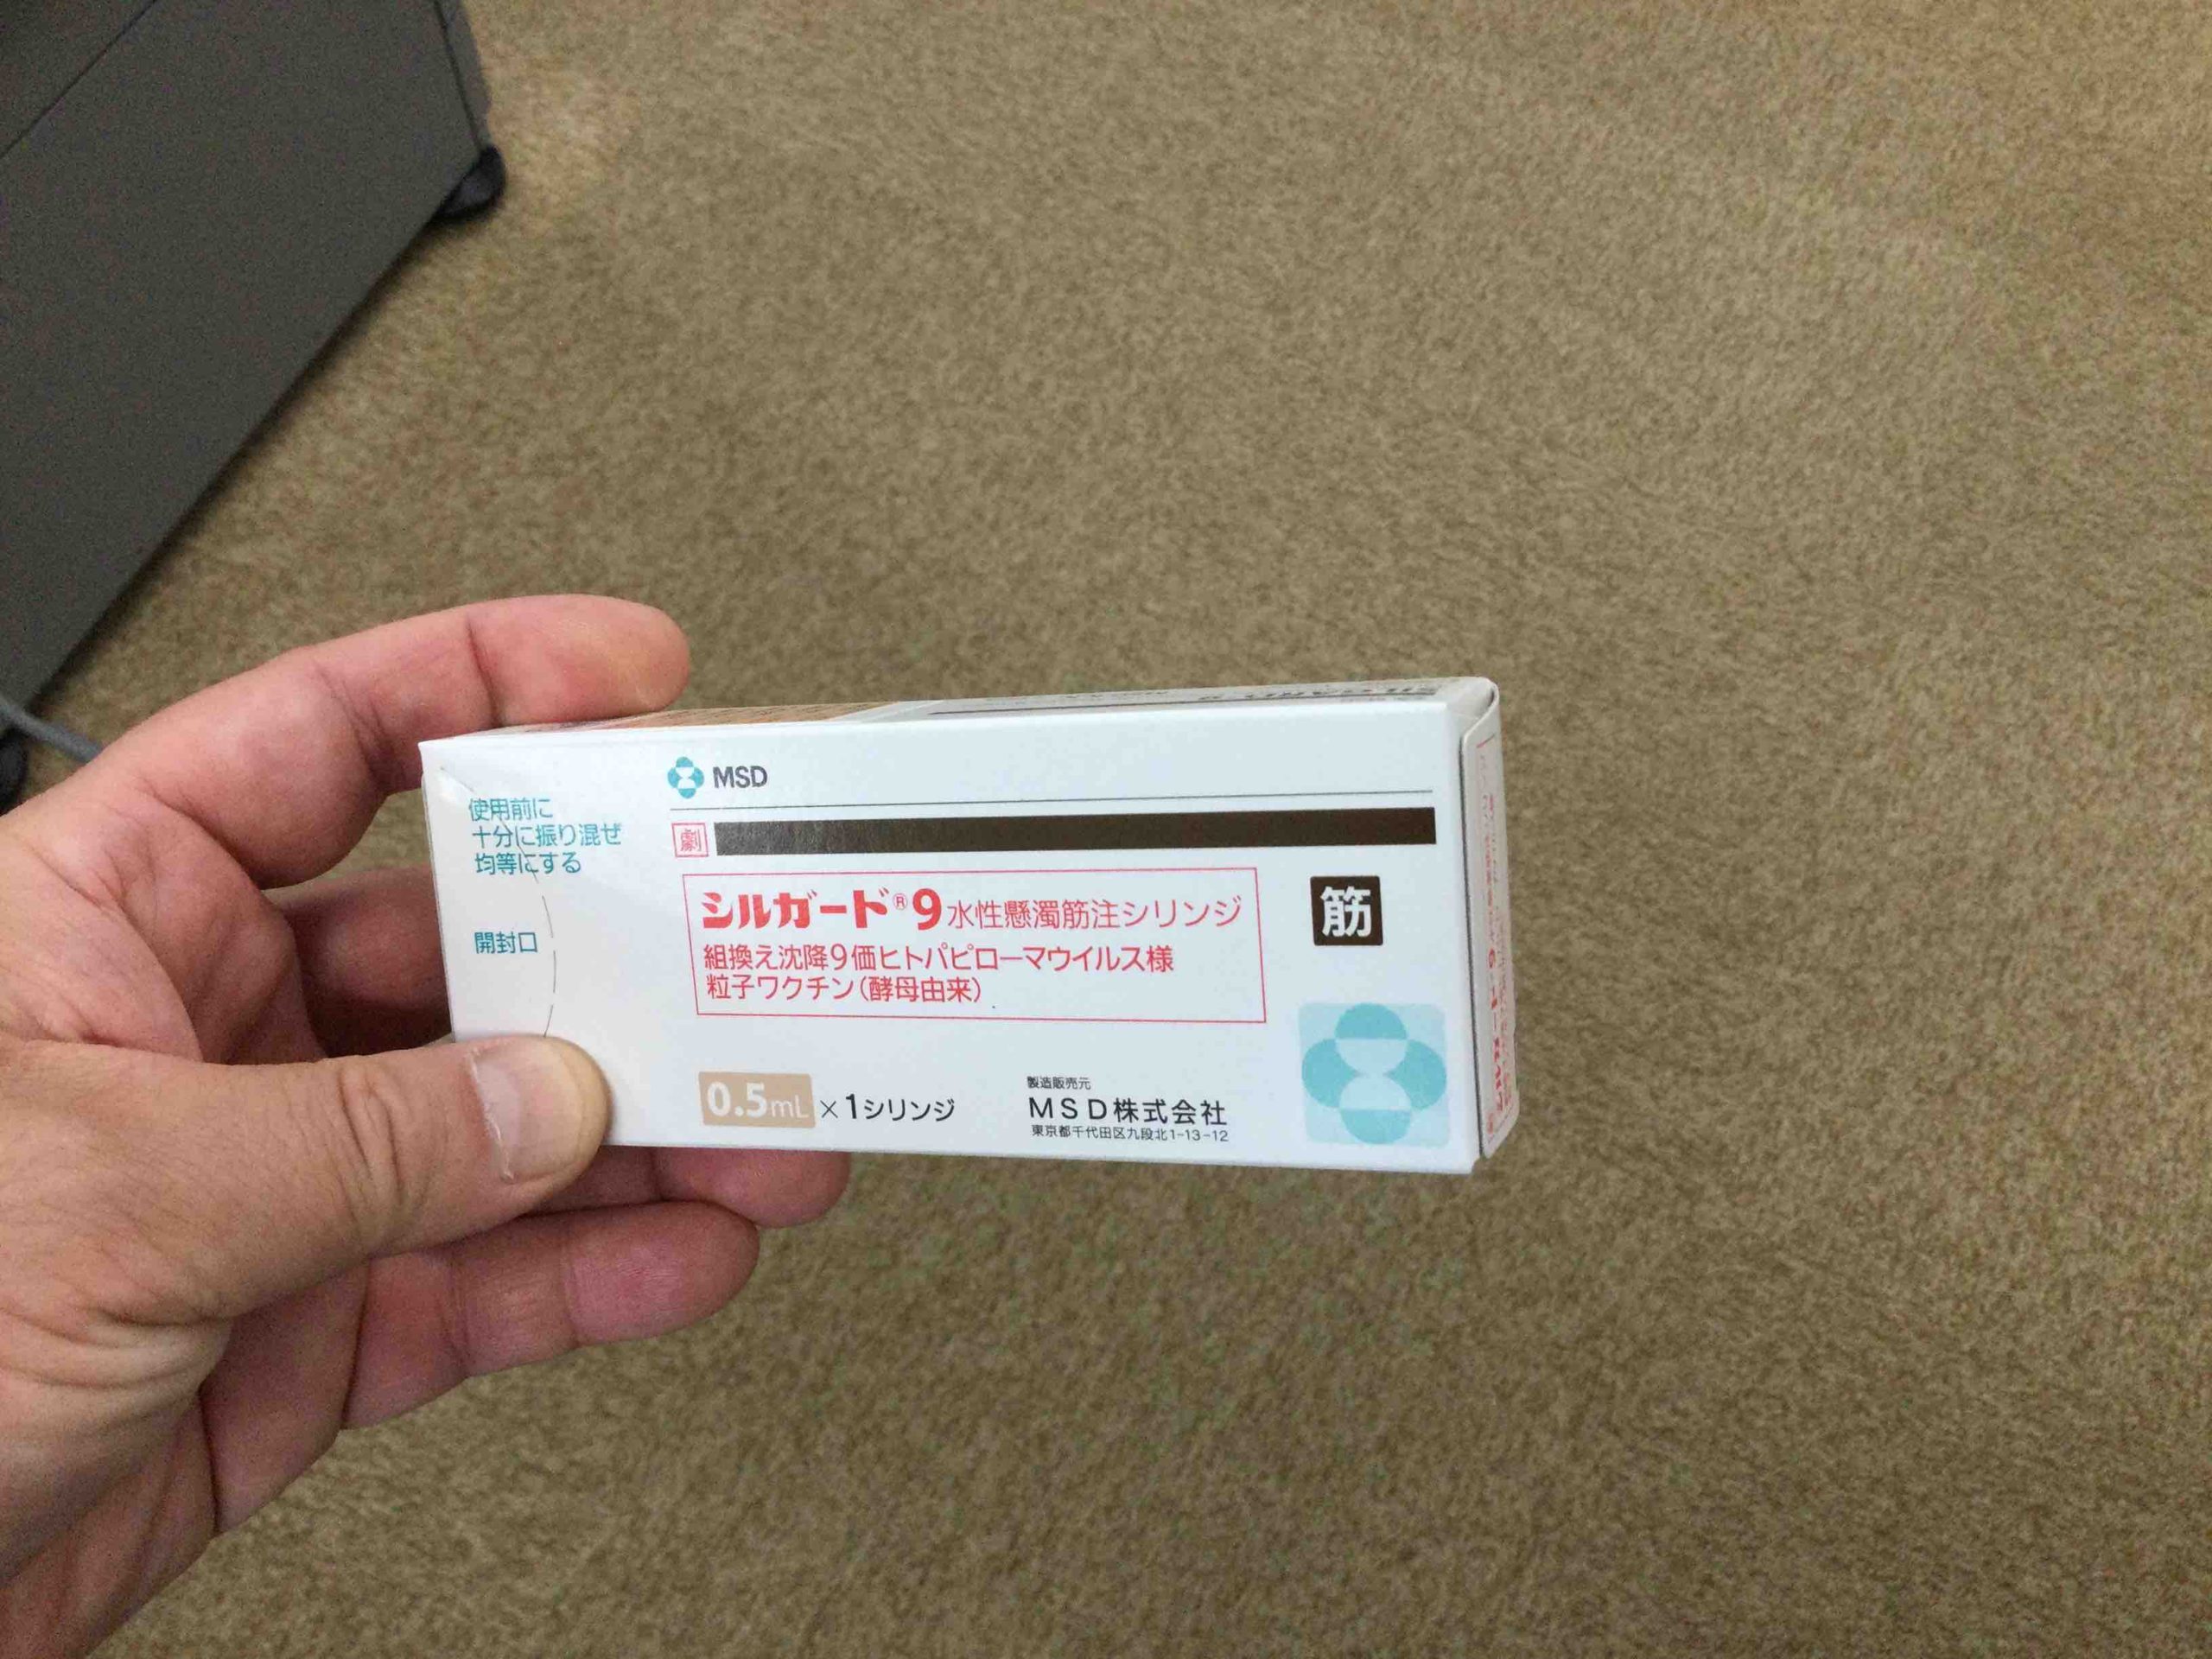 使用前に
十分に振り混ぜ
均等にする
開封口
MSD
劇
シルガード®9水性懸濁筋注シリンジ
筋
組換え沈降9価ヒトパピローマウイルス様
粒子ワクチン(酵母由来)
0.5mL×1シリンジ
製造販売元
MSD株式会社
東京都千代田区九段北1-13-12